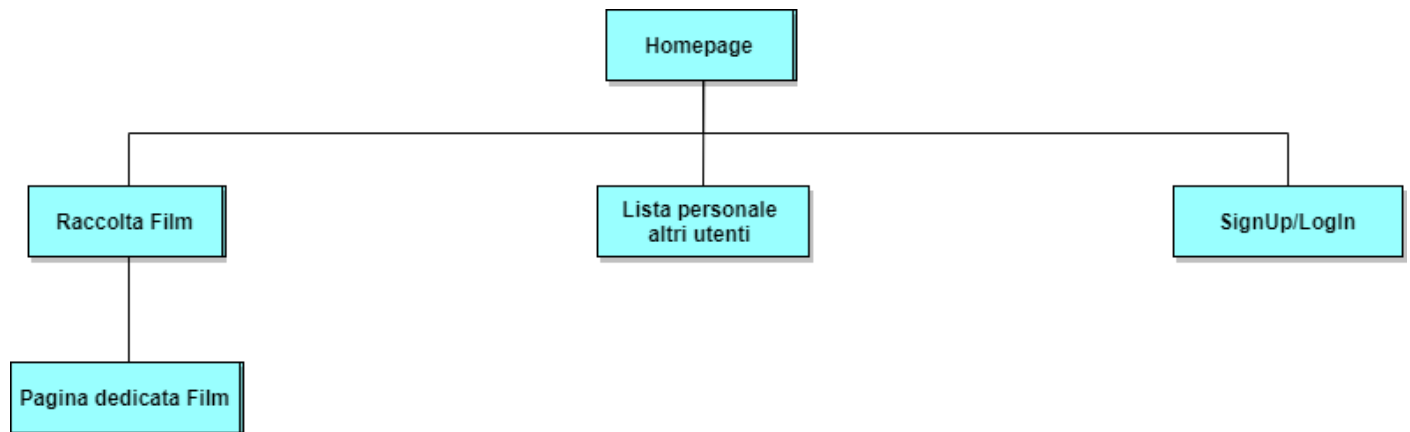 Homepage
Raccolta Film
Lista personale
altri utenti
SignUp/LogIn
Pagina dedicata Film